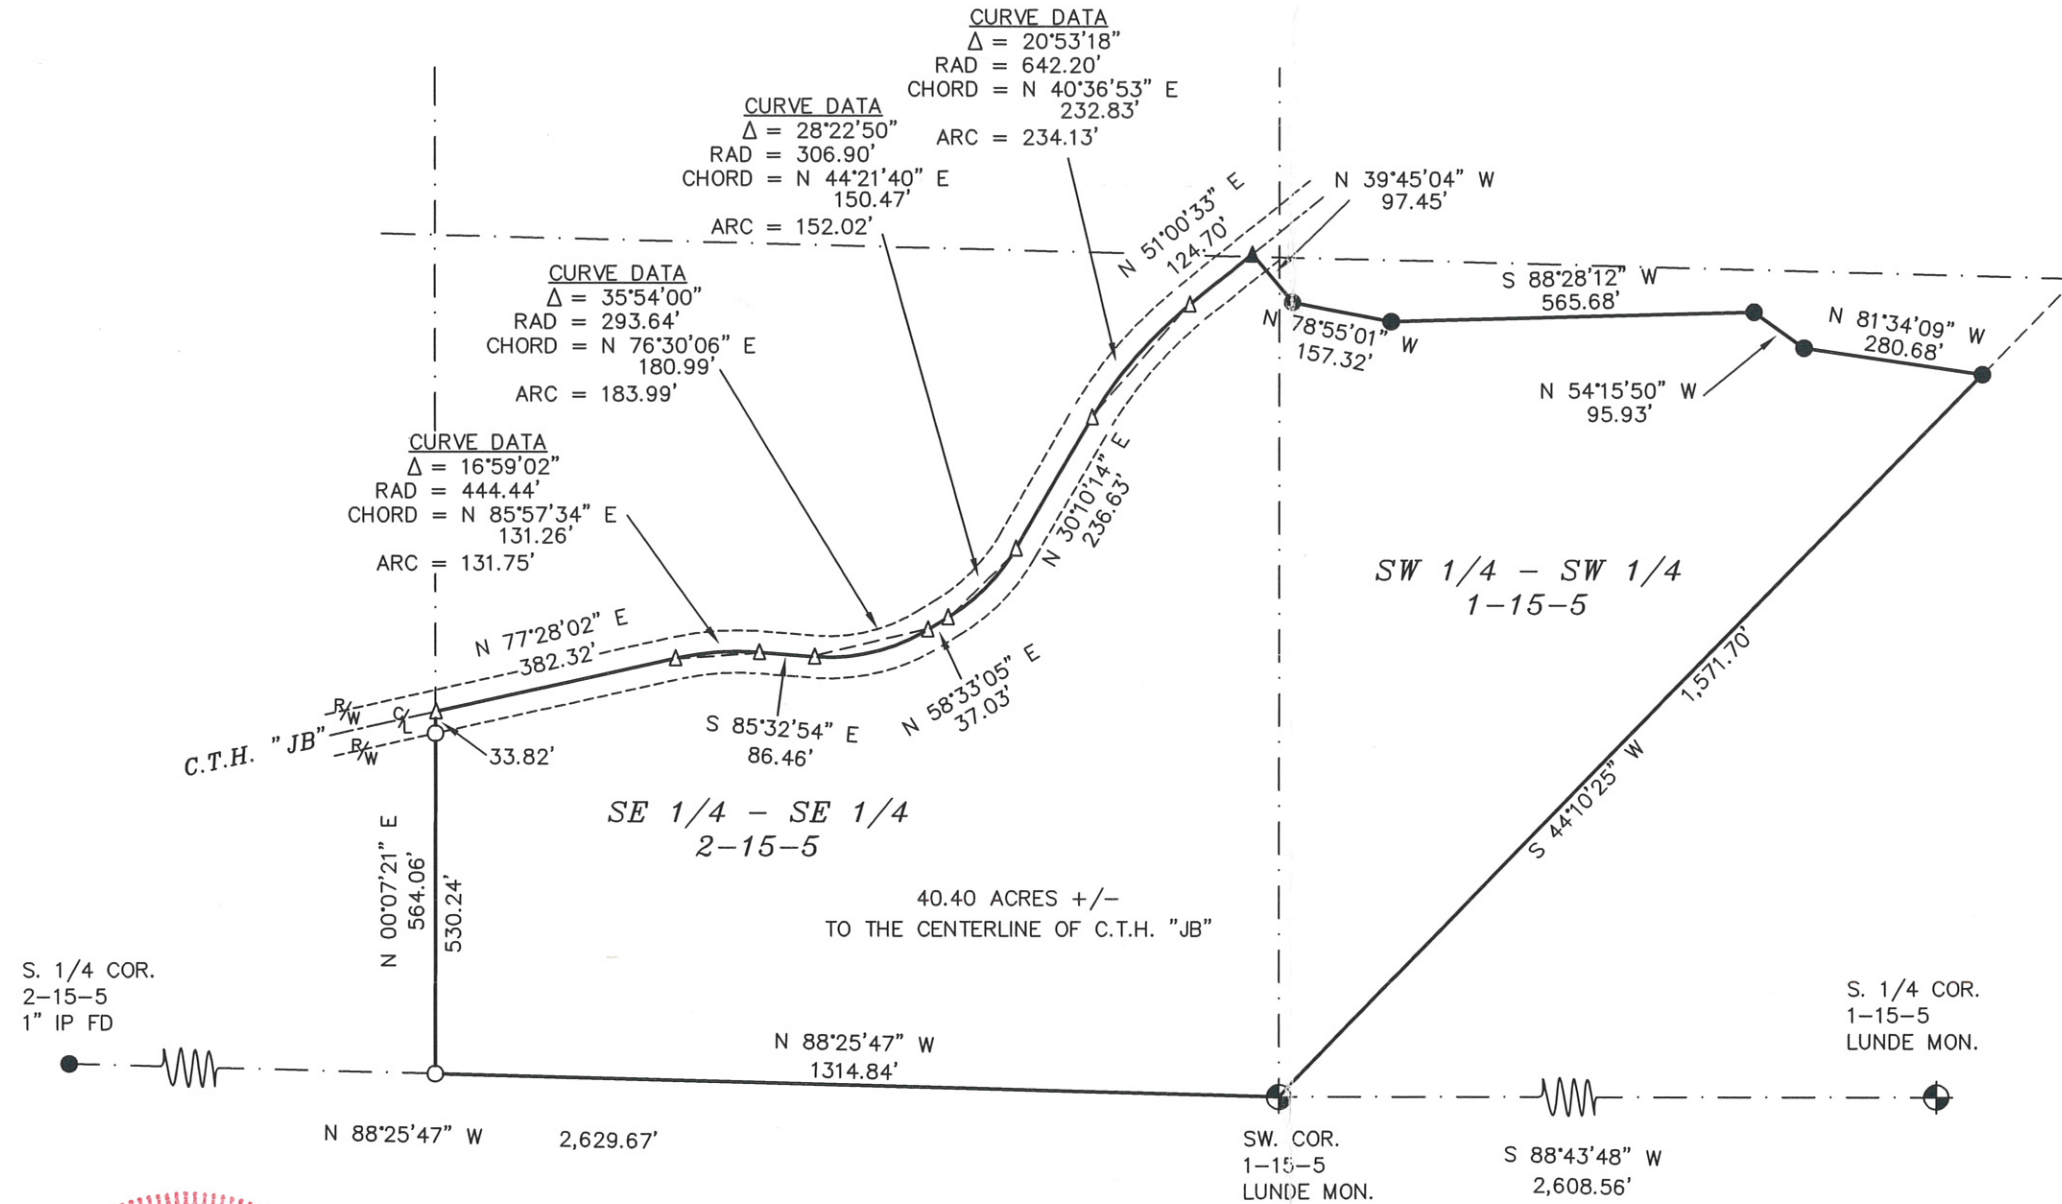 CURVE DATA
Δ = 20°53'18"
RAD = 642.20'
CHORD = N 40°36'53" E
232.83'
ARC = 234.13'
CURVE DATA
Δ = 28°22'50"
RAD = 306.90'
CHORD = N 44°21'40" E
150.47'
ARC = 152.02'
CURVE DATA
Δ = 35°54'00"
RAD = 293.64'
CHORD = N 76°30'06" E
180.99'
ARC = 183.99'
CURVE DATA
Δ = 16°59'02"
RAD = 444.44'
CHORD = N 85°57'34" E
131.26'
ARC = 131.75'
N 51°00'33" E
124.70'
N 39°45'04" W
97.45'
S 88°28'12" W
565.68'
N 78°55'01" W
157.32'
N 81°34'09" W
280.68'
N 54°15'50" W
95.93'
N 30°10'14" E
236.63'
SW 1/4 - SW 1/4
1-15-5
N 77°28'02" E
382.32'
N 58°33'05" E
37.03'
S 85°32'54" E
86.46'
R/W
C/L
R/W
C.T.H. "JB"
33.82'
1,571.70'
S 44°10'25" W
SE 1/4 - SE 1/4
2-15-5
N 00°07'21" E
564.06'
530.24'
40.40 ACRES +/-
TO THE CENTERLINE OF C.T.H. "JB"
S. 1/4 COR.
2-15-5
1" IP FD
S. 1/4 COR.
1-15-5
LUNDE MON.
N 88°25'47" W
1314.84'
N 88°25'47" W 2,629.67'
SW. COR.
1-15-5
LUNDE MON.
S 88°43'48" W
2,608.56'